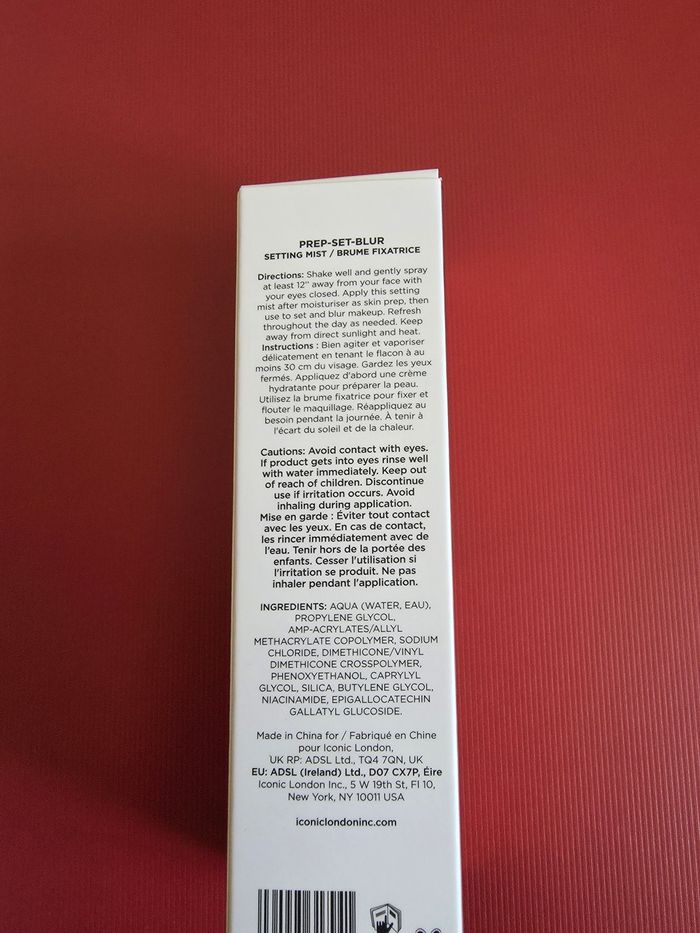 PREP-SET-BLUR
SETTING MIST / BRUME FIXATRICE
Directions: Shake well and gently spray
at least 12" away from your face with
your eyes closed. Apply this setting
mist after moisturiser as skin prep, then
use to set and blur makeup. Refresh
throughout the day as needed. Keep
away from direct sunlight and heat.
Instructions : Bien agiter et vaporiser
délicatement en tenant le flacon à au
moins 30 cm du visage. Gardez les yeux
fermés. Appliquez d'abord une crème
hydratante pour préparer la peau.
Utilisez la brume fixatrice pour fixer et
flouter le maquillage. Réappliquez au
besoin pendant la journée. À tenir à
l'écart du soleil et de la chaleur.
Cautions: Avoid contact with eyes.
If product gets into eyes rinse well
with water immediately. Keep out
of reach of children. Discontinue
use if irritation occurs. Avoid
inhaling during application.
Mise en garde : Éviter tout contact
avec les yeux. En cas de contact,
les rincer immédiatement avec de
l'eau. Tenir hors de la portée des
enfants. Cesser l'utilisation si
l'irritation se produit. Ne pas
inhaler pendant l'application.
INGREDIENTS: AQUA (WATER, EAU),
PROPYLENE GLYCOL,
AMP-ACRYLATES/ALLYL
METHACRYLATE COPOLYMER, SODIUM
CHLORIDE, DIMETHICONE/VINYL
DIMETHICONE CROSSPOLYMER,
PHENOXYETHANOL, CAPRYLYL
GLYCOL, SILICA, BUTYLENE GLYCOL,
NIACINAMIDE, EPIGALLOCATECHIN
GALLATYL GLUCOSIDE.
Made in China for / Fabriqué en Chine
pour Iconic London,
UK RP: ADSL Ltd., TQ4 7QN, UK
EU: ADSL (Ireland) Ltd., D07 CX7P, Éire
Iconic London Inc., 5 W 19th St, Fl 10,
New York, NY 10011 USA
iconiclondoninc.com